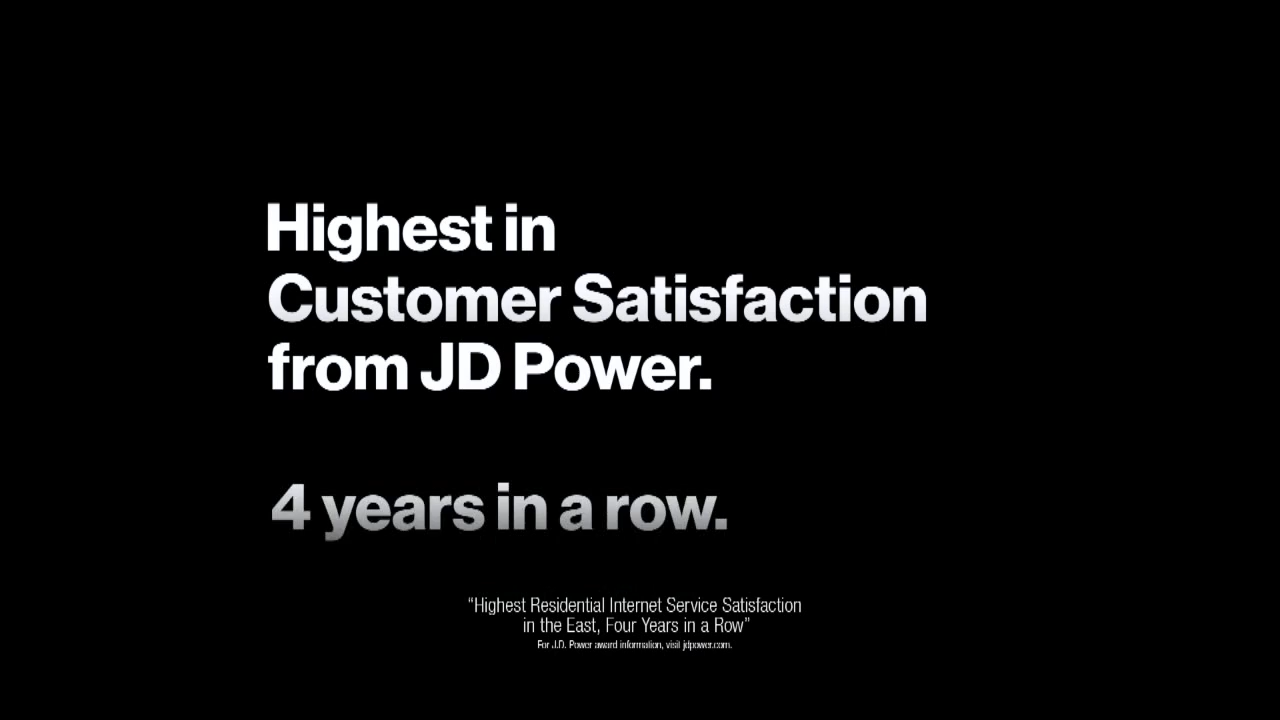 Highest in
Customer Satisfaction
from JD Power.
4 years in a row.
“Highest Residential Internet Service Satisfaction
in the East, Four Years in a Row”
For J.D. Power award information, visit jdpower.com.